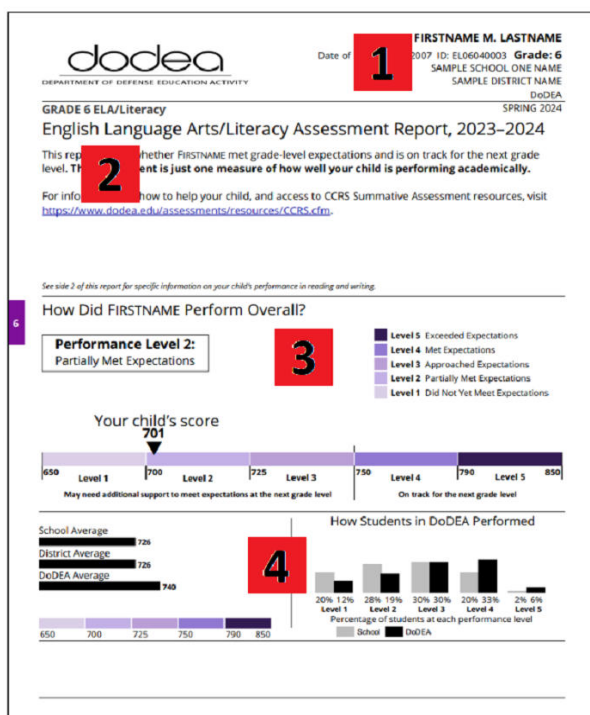 dodea
DEPARTMENT OF DEFENSE EDUCATION ACTIVITY
FIRSTNAME M. LASTNAME
Date of 1 2007 ID: EL06040003 Grade: 6
SAMPLE SCHOOL ONE NAME
SAMPLE DISTRICT NAME
DoDEA
SPRING 2024
GRADE 6 ELA/Literacy
English Language Arts/Literacy Assessment Report, 2023–2024
This rep hether FIRSTNAME met grade-level expectations and is on track for the next grade
level. Th 2 ent is just one measure of how well your child is performing academically.
For infor how to help your child, and access to CCRS Summative Assessment resources, visit
https://www.dodea.edu/assessments/resources/CCRS.cfm.
See side 2 of this report for specific information on your child's performance in reading and writing.
6
How Did FIRSTNAME Perform Overall?
Performance Level 2:
Partially Met Expectations
3
Level 5 Exceeded Expectations
Level 4 Met Expectations
Level 3 Approached Expectations
Level 2 Partially Met Expectations
Level 1 Did Not Yet Meet Expectations
Your child's score
701
650 Level 1 700 Level 2 725 Level 3 750 Level 4 790 Level 5 850
May need additional support to meet expectations at the next grade level On track for the next grade level
School Average
726
District Average
726
DoDEA Average
740
650 700 725 750 790 850
4
How Students in DoDEA Performed
20% 12% 28% 19% 30% 30% 20% 33% 2% 6%
Level 1 Level 2 Level 3 Level 4 Level 5
Percentage of students at each performance level
School DoDEA